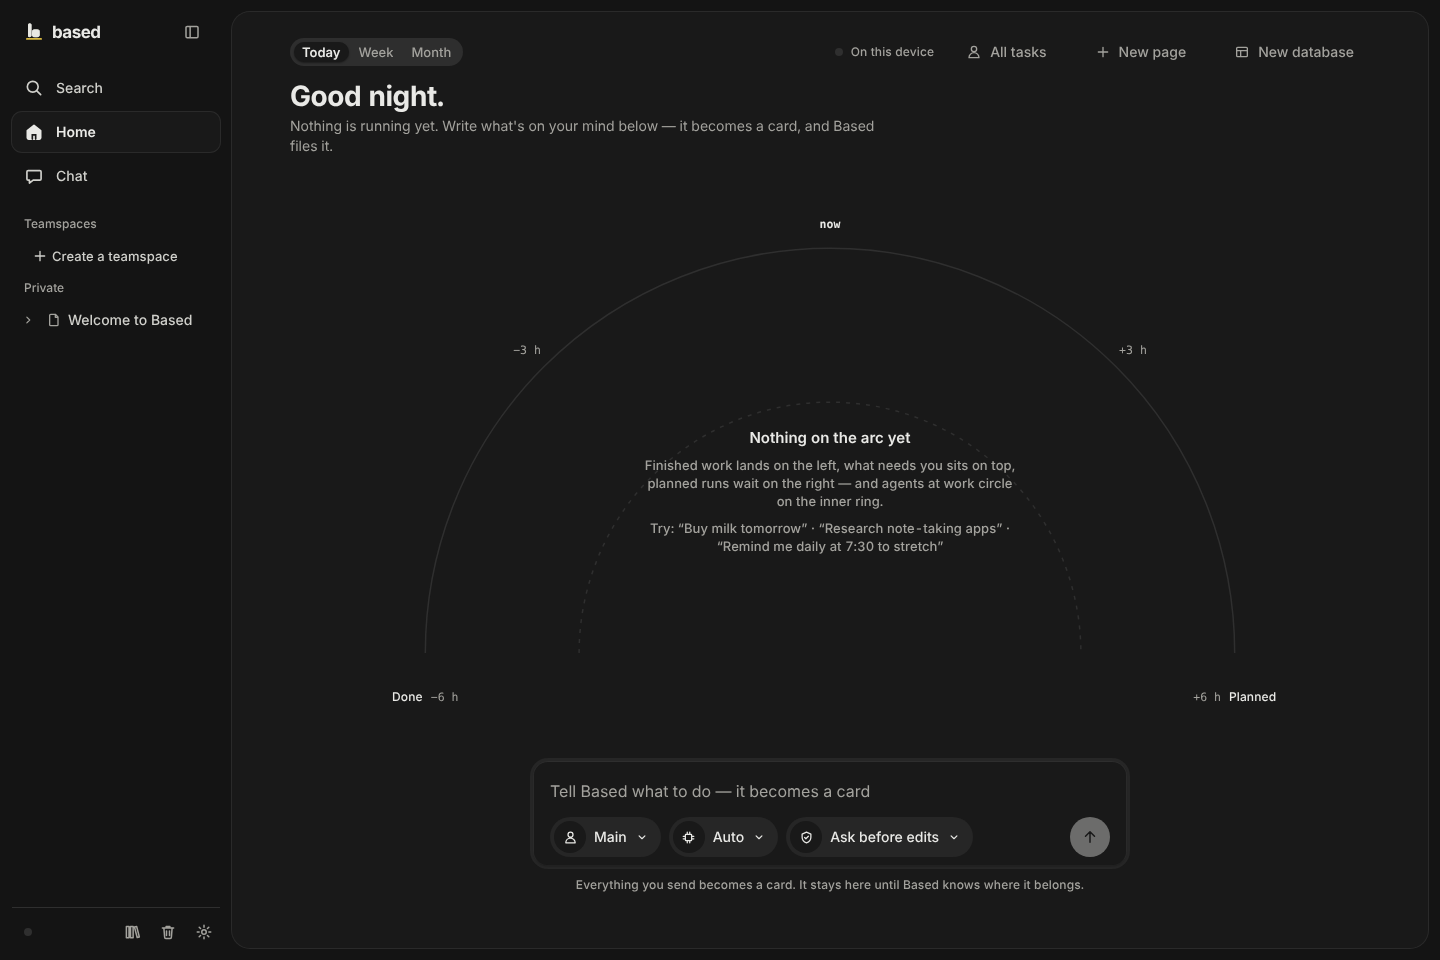 based
Search
Home
Chat
Teamspaces
Create a teamspace
Private
Welcome to Based
Today Week Month
On this device
All tasks
New page
New database
Good night.
Nothing is running yet. Write what's on your mind below — it becomes a card, and Based
files it.
now
−3 h
+3 h
Nothing on the arc yet
Finished work lands on the left, what needs you sits on top,
planned runs wait on the right — and agents at work circle
on the inner ring.
Try: “Buy milk tomorrow” · “Research note-taking apps” ·
“Remind me daily at 7:30 to stretch”
Done −6 h
+6 h Planned
Tell Based what to do — it becomes a card
Main
Auto
Ask before edits
Everything you send becomes a card. It stays here until Based knows where it belongs.